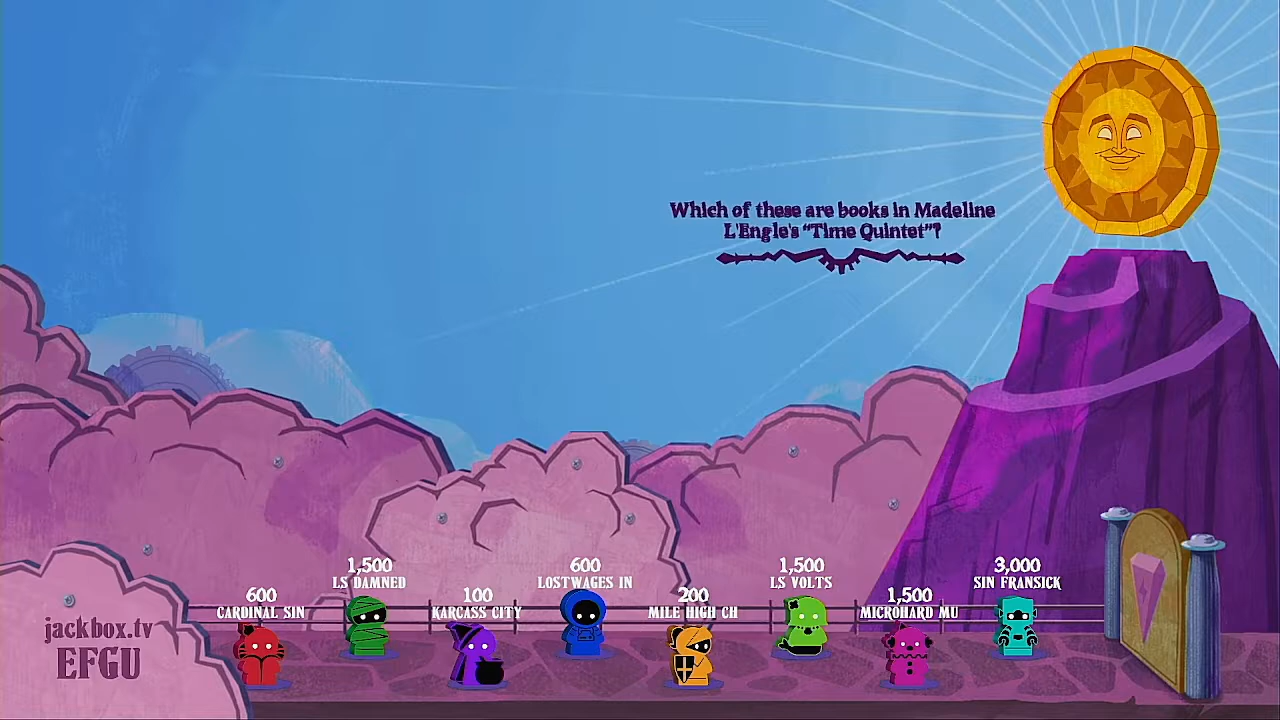 Which of these are books in Madeline
L'Engle's "Time Quintet"?
1,500
LS DAMNED
600
LOSTWAGES IN
1,500
LS VOLTS
3,000
SIN FRANSICK
600
CARDINAL SIN
100
KARCASS CITY
200
MILE HIGH CH
1,500
MICROHARD MU
jackbox.tv
EFGU